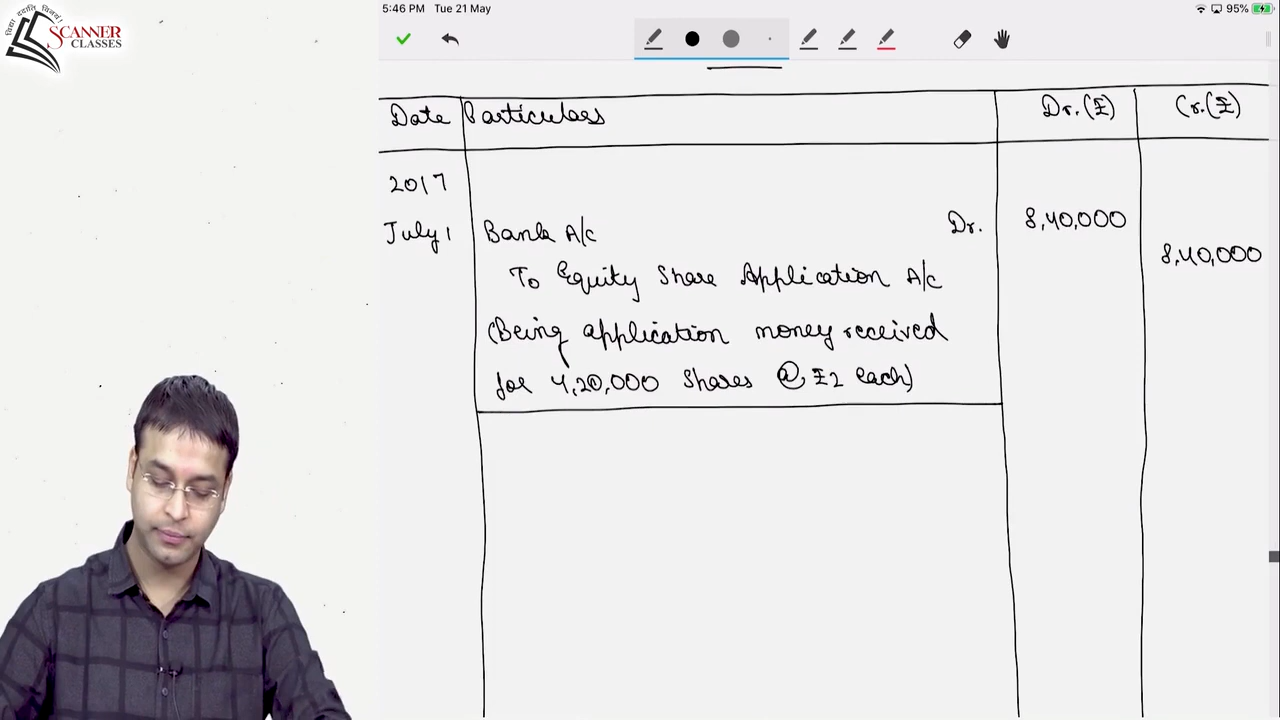 5:46 PM Tue 21 May
95%
SCANNER
CLASSES
Date Particulars Dr.(₹) Cr.(₹)
2017
July 1 Bank A/c Dr. 8,40,000
To Equity Share Application A/c 8,40,000
(Being application money received
for 4,20,000 Shares @ ₹2 each)